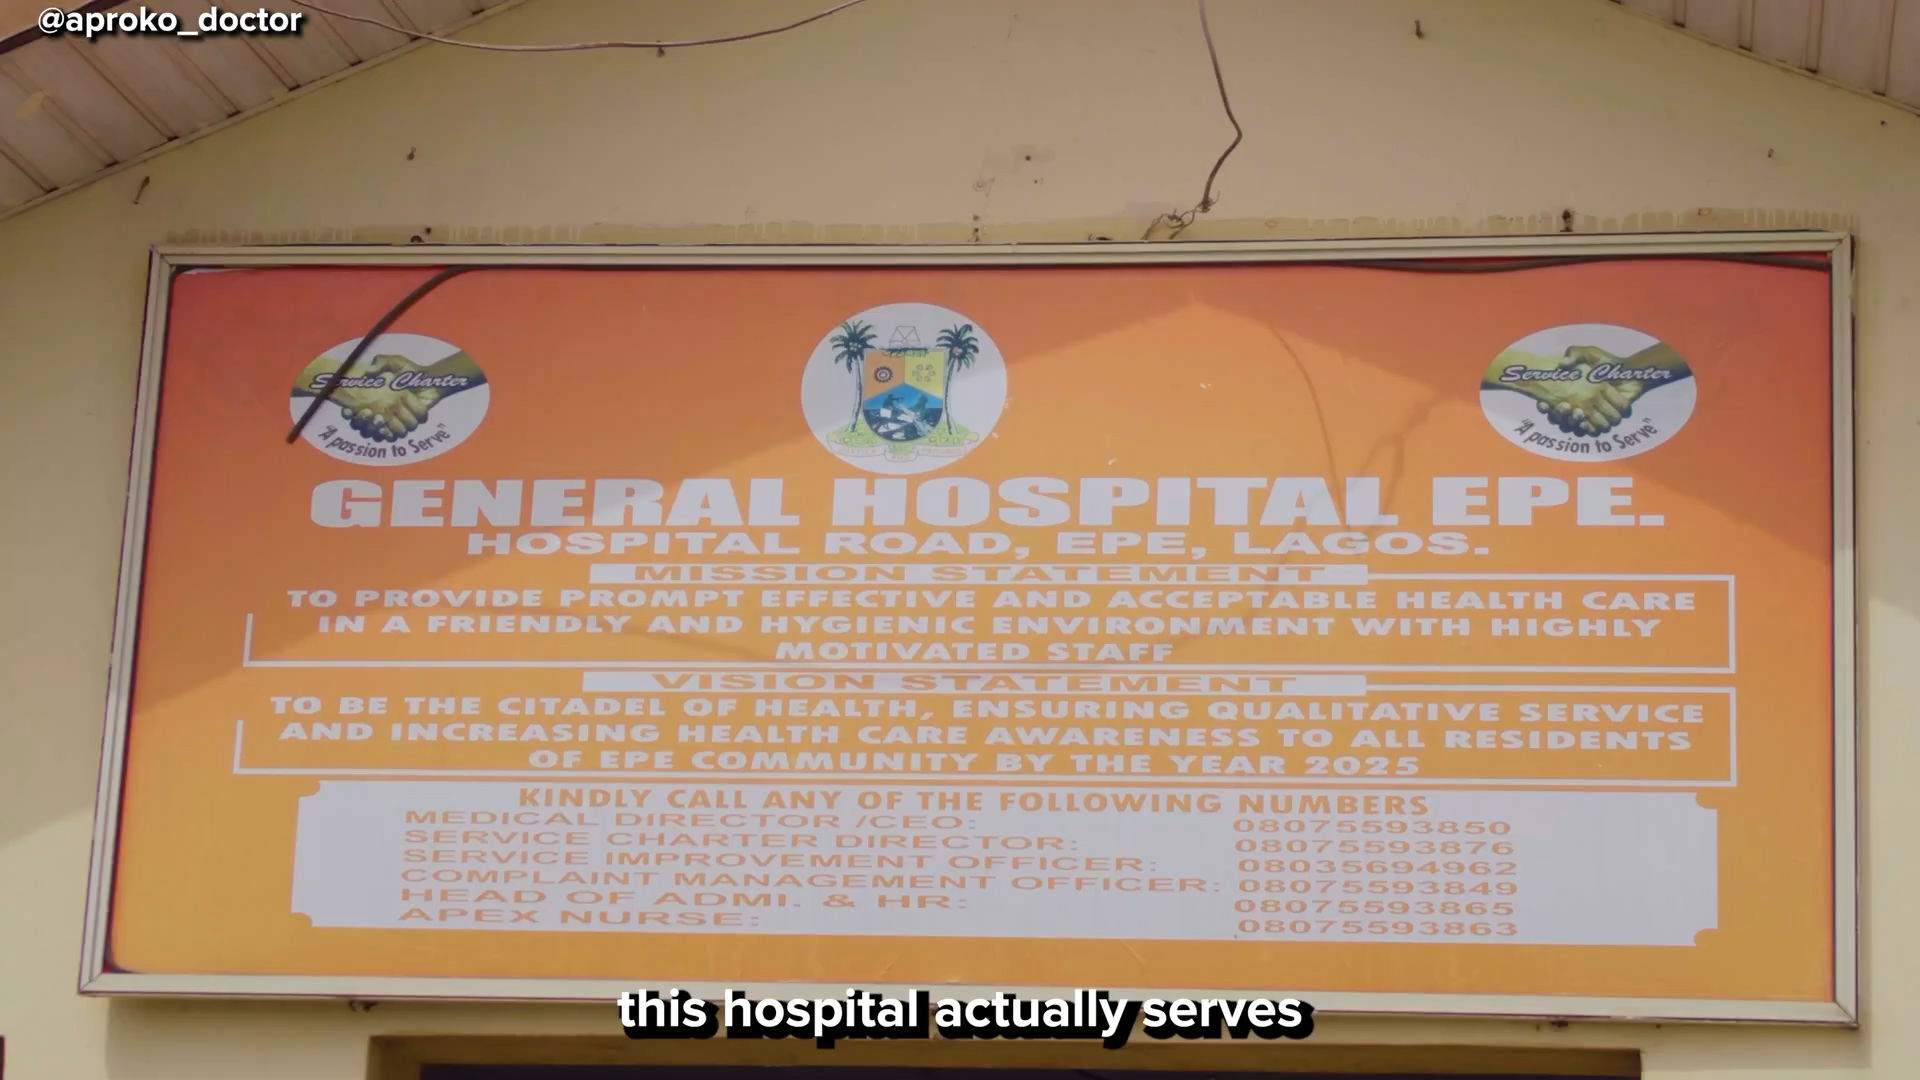 @aproko_doctor
Service Charter
"A passion to Serve"
Service Charter
"A passion to Serve"
GENERAL HOSPITAL EPE.
HOSPITAL ROAD, EPE, LAGOS.
MISSION STATEMENT
TO PROVIDE PROMPT EFFECTIVE AND ACCEPTABLE HEALTH CARE
IN A FRIENDLY AND HYGIENIC ENVIRONMENT WITH HIGHLY
MOTIVATED STAFF
VISION STATEMENT
TO BE THE CITADEL OF HEALTH, ENSURING QUALITATIVE SERVICE
AND INCREASING HEALTH CARE AWARENESS TO ALL RESIDENTS
OF EPE COMMUNITY BY THE YEAR 2025
KINDLY CALL ANY OF THE FOLLOWING NUMBERS
MEDICAL DIRECTOR /CEO: 08075593850
SERVICE CHARTER DIRECTOR: 08075593876
SERVICE IMPROVEMENT OFFICER: 08035694962
COMPLAINT MANAGEMENT OFFICER: 08075593849
HEAD OF ADMI. & HR: 08075593865
APEX NURSE: 08075593863
this hospital actually serves